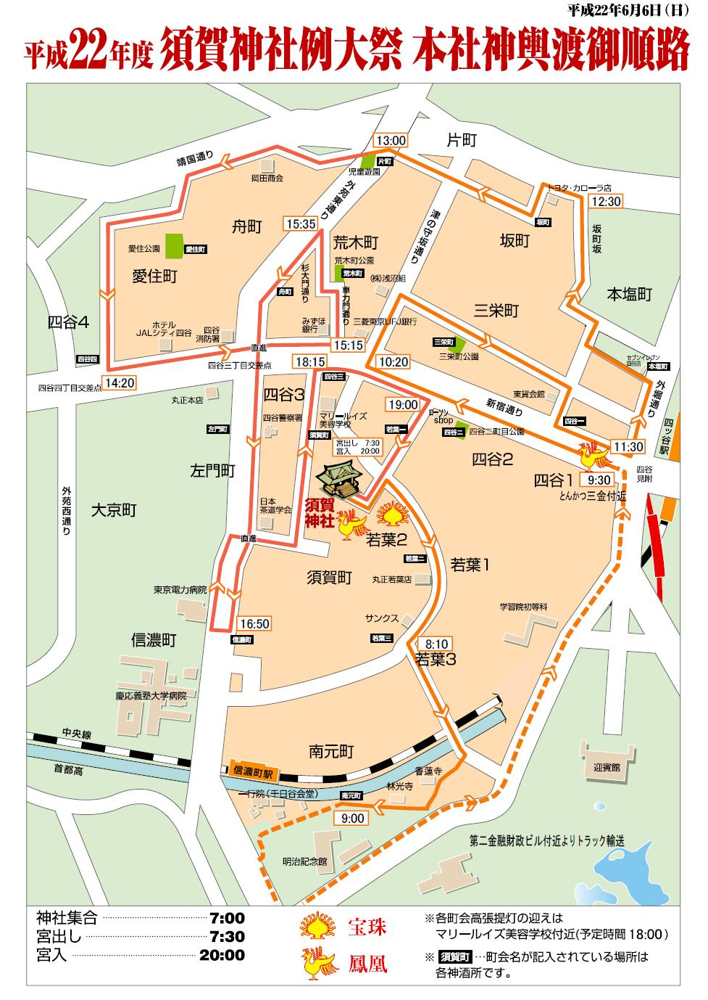 平成22年6月6日(日)
平成22年度 須賀神社例大祭 本社神輿渡御順路
13:00
片町
片町
児童遊園
靖国通り
岡田商会
外苑東通り
トヨタ・カローラ店
12:30
坂町
坂町
坂町坂
15:35
舟町
荒木町
津の守坂通り
愛住公園
愛住町
愛住町
荒木町公園
荒木町
(株)浅沼組
杉大門通り
車力門通り
舟町
本塩町
三栄町
四谷4
ホテル
JALシティ四谷
四谷
消防署
みずほ
銀行
三菱東京UFJ銀行
三栄町
三栄町公園
直進
15:15
18:15
10:20
四谷四
四谷三丁目交差点
セブンイレブン
四谷店
本塩町
四谷四丁目交差点
14:20
四谷三
外堀通り
丸正本店
四谷3
19:00
新宿通り
東貨会館
四谷警察署
マリールイズ
美容学校
ローソン
shop
四谷一
四ッ谷駅
左門町
須賀町
若葉一
四谷二
四谷二丁目公園
宮出し 7:30
宮入 20:00
11:30
左門町
四谷2
四谷1
9:30
四谷
見附
とんかつ三金付近
外苑西通り
大京町
日本
茶道学会
須賀
神社
直進
若葉2
若葉二
若葉1
須賀町
丸正若葉店
東京電力病院
学習院初等科
サンクス
16:50
信濃町
信濃町
若葉三
8:10
若葉3
慶応義塾大学病院
中央線
首都高
南元町
信濃町駅
香蓮寺
迎賓館
一行院(千日谷会堂)
南元町
林光寺
9:00
明治記念館
第二金融財政ビル付近よりトラック輸送
神社集合 7:00
宮出し 7:30
宮入 20:00
宝珠
鳳凰
※各町会高張提灯の迎えは
マリールイズ美容学校付近(予定時間18:00)
※ 須賀町 …町会名が記入されている場所は
各神酒所です。